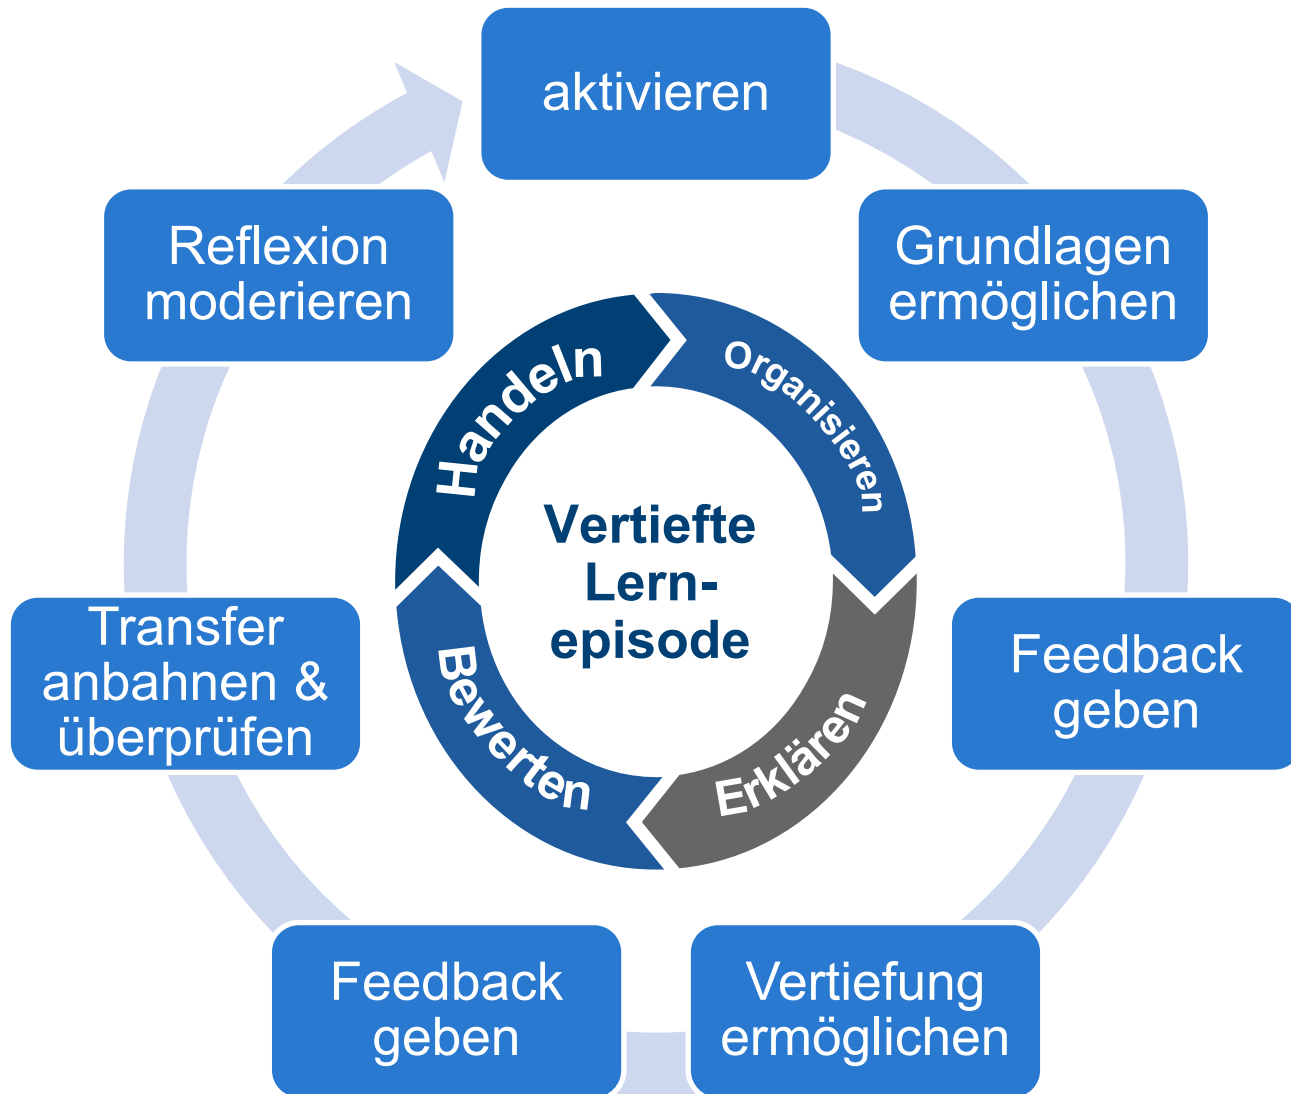 aktivieren
Grundlagen
ermöglichen
Feedback
geben
Vertiefung
ermöglichen
Feedback
geben
Transfer
anbahnen &
überprüfen
Reflexion
moderieren
Organisieren
Erklären
Bewerten
Handeln
Vertiefte
Lern-
episode